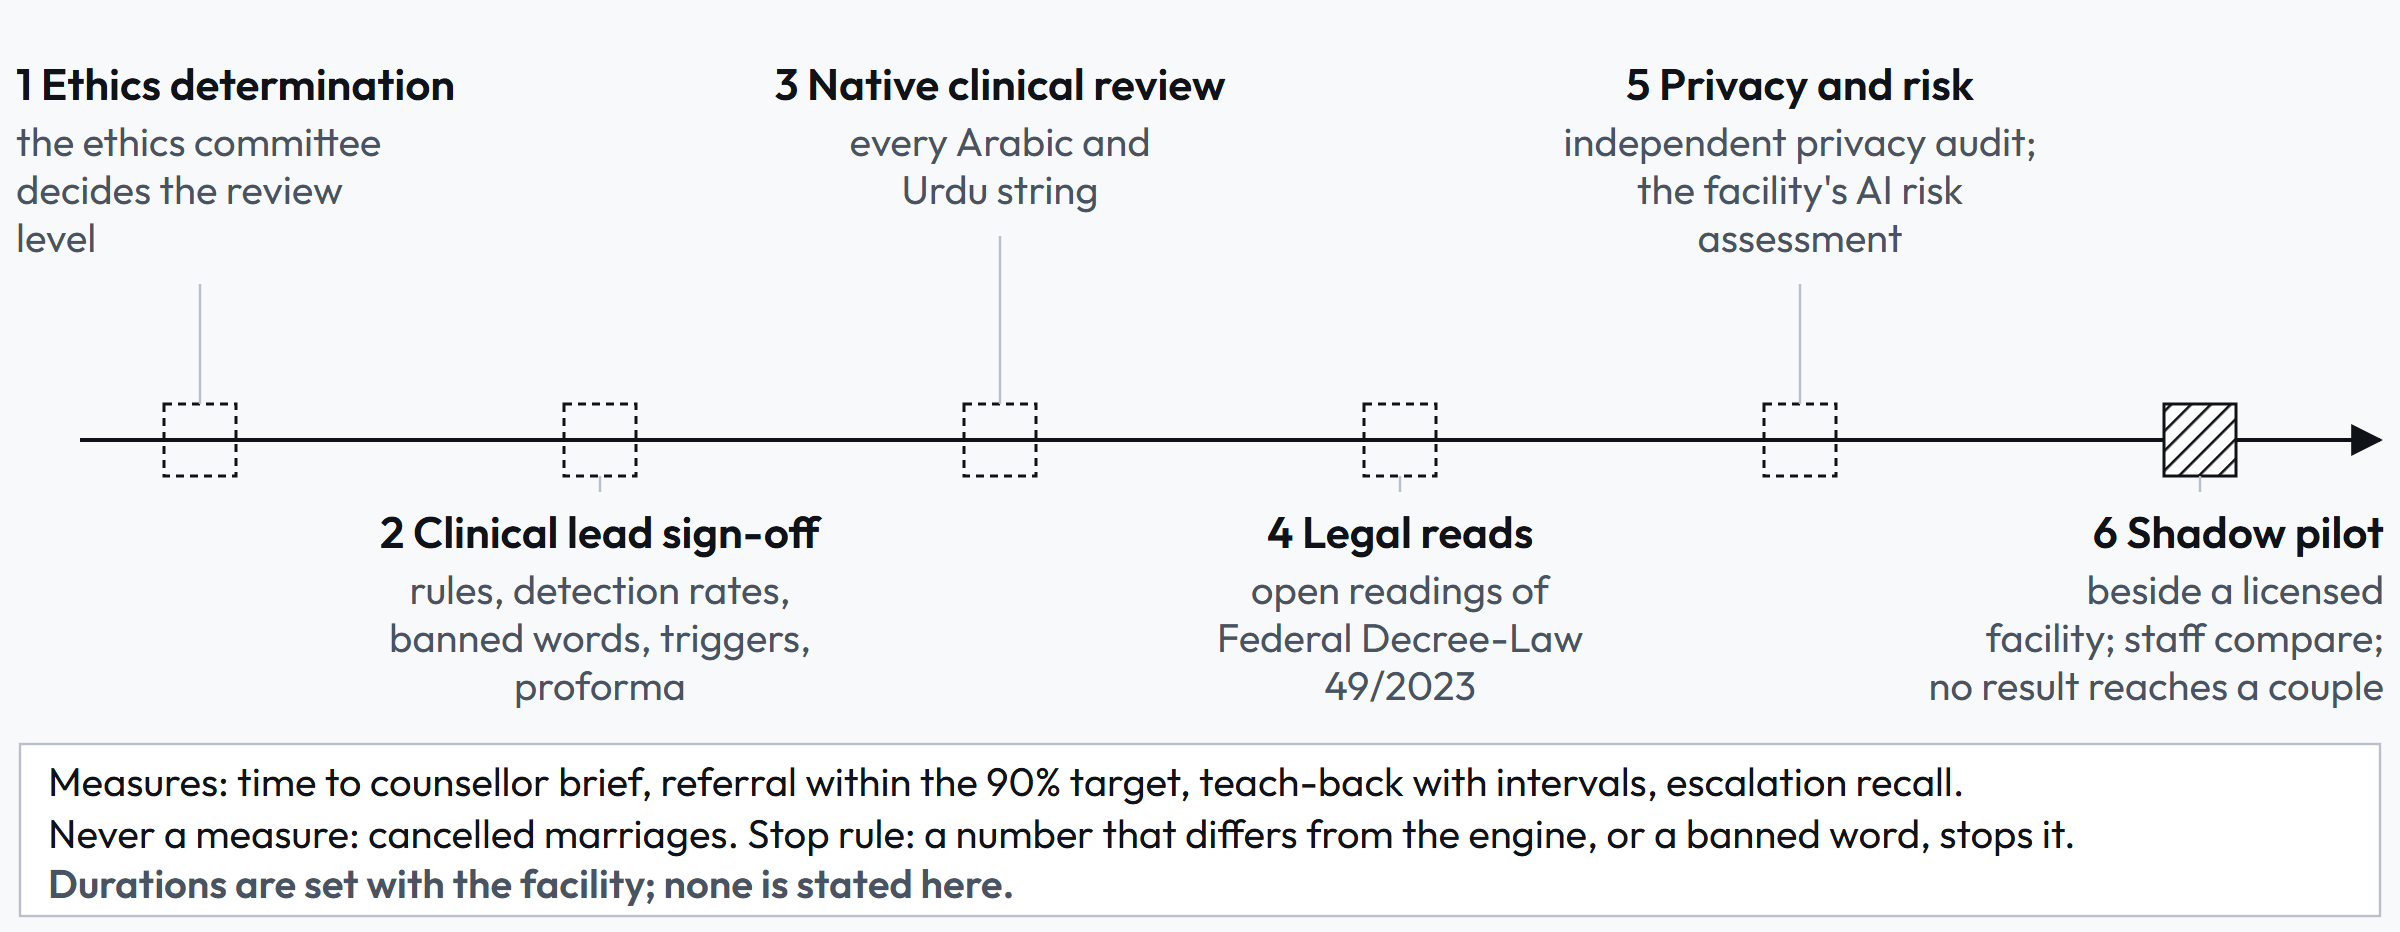 1 Ethics determination
the ethics committee
decides the review
level
3 Native clinical review
every Arabic and
Urdu string
5 Privacy and risk
independent privacy audit;
the facility's AI risk
assessment
2 Clinical lead sign-off
rules, detection rates,
banned words, triggers,
proforma
4 Legal reads
open readings of
Federal Decree-Law
49/2023
6 Shadow pilot
beside a licensed
facility; staff compare;
no result reaches a couple
Measures: time to counsellor brief, referral within the 90% target, teach-back with intervals, escalation recall.
Never a measure: cancelled marriages. Stop rule: a number that differs from the engine, or a banned word, stops it.
Durations are set with the facility; none is stated here.